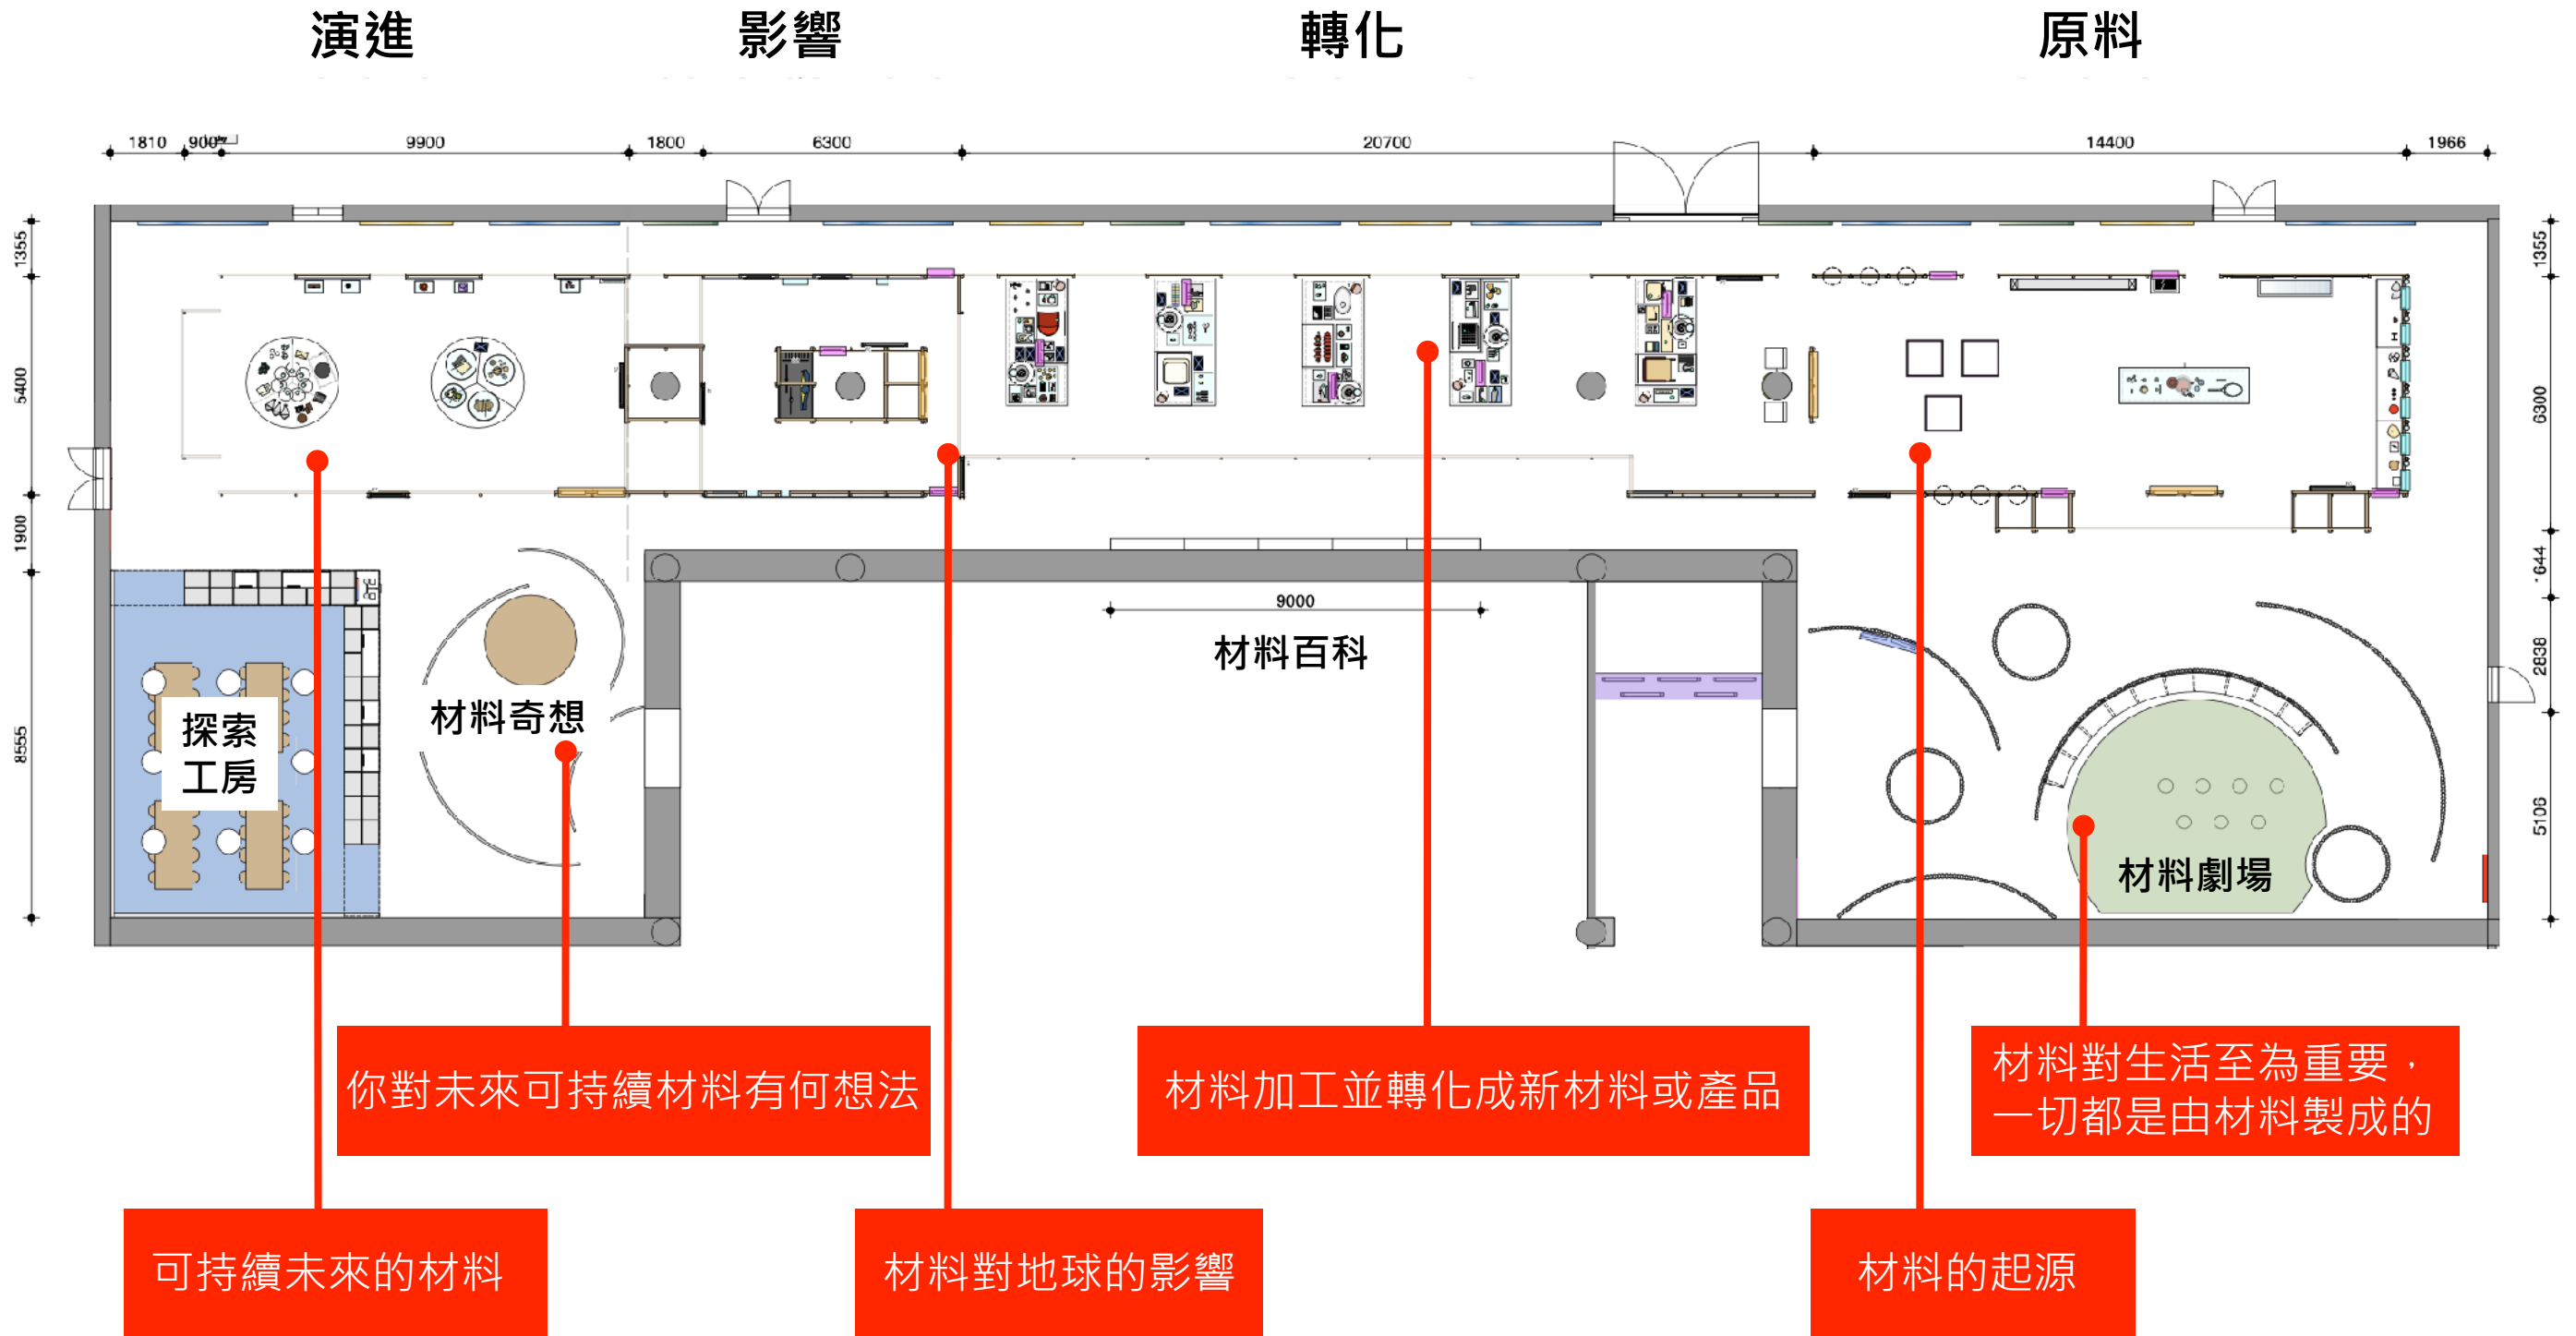 演進
影響
轉化
原料
1810
900
9900
1800
6300
20700
14400
1966
1355
5400
1900
8555
1355
6300
1644
2838
5106
9000
材料百科
材料奇想
探索
工房
材料劇場
你對未來可持續材料有何想法
材料加工並轉化成新材料或產品
材料對生活至為重要，
一切都是由材料製成的
可持續未來的材料
材料對地球的影響
材料的起源